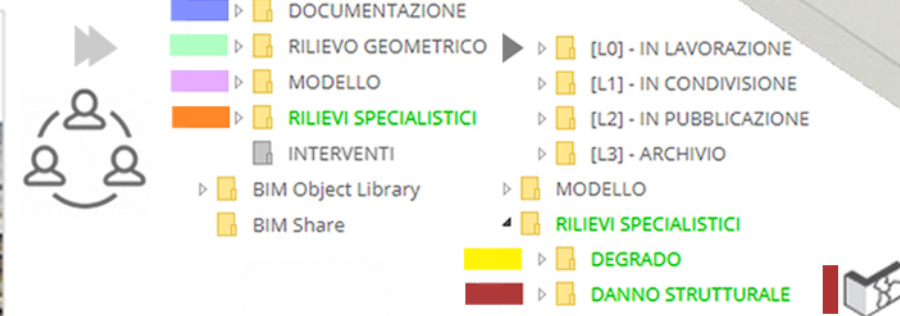 DOCUMENTAZIONE
RILIEVO GEOMETRICO
MODELLO
RILIEVI SPECIALISTICI
INTERVENTI
BIM Object Library
BIM Share
[L0] - IN LAVORAZIONE
[L1] - IN CONDIVISIONE
[L2] - IN PUBBLICAZIONE
[L3] - ARCHIVIO
MODELLO
RILIEVI SPECIALISTICI
DEGRADO
DANNO STRUTTURALE